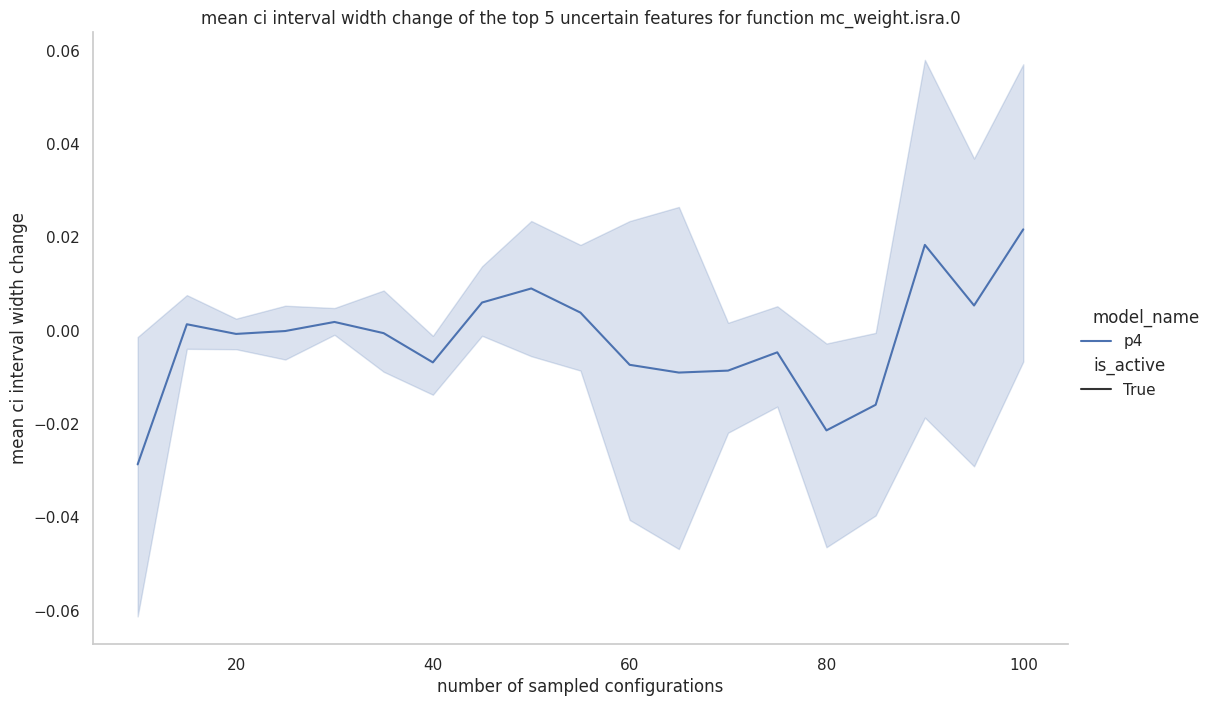 mean ci interval width change of the top 5 uncertain features for function mc_weight.isra.0
0.06
0.04
0.02
0.00
−0.02
−0.04
−0.06
mean ci interval width change
20
40
60
80
100
number of sampled configurations
model_name
p4
is_active
True